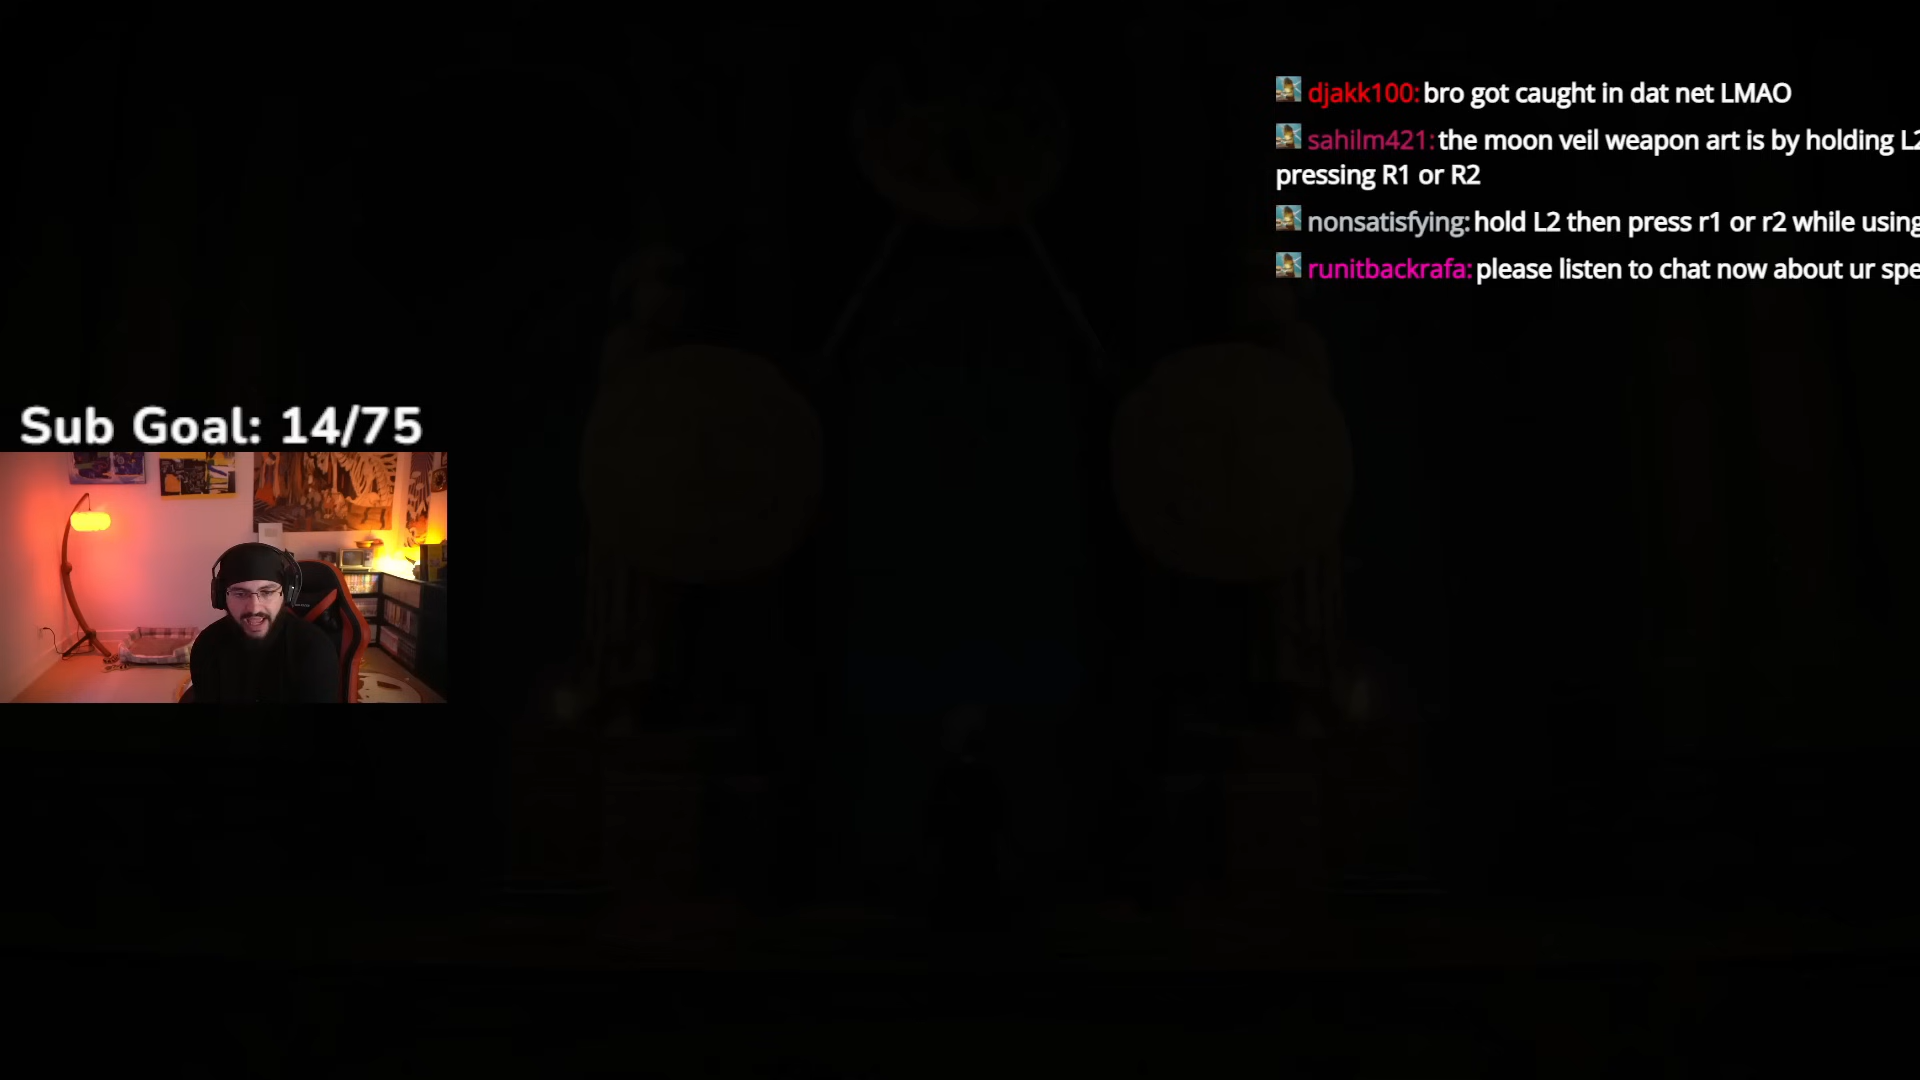 djakk100: bro got caught in dat net LMAO
sahilm421: the moon veil weapon art is by holding L2
pressing R1 or R2
nonsatisfying: hold L2 then press r1 or r2 while using
runitbackrafa: please listen to chat now about ur spe
Sub Goal: 14/75